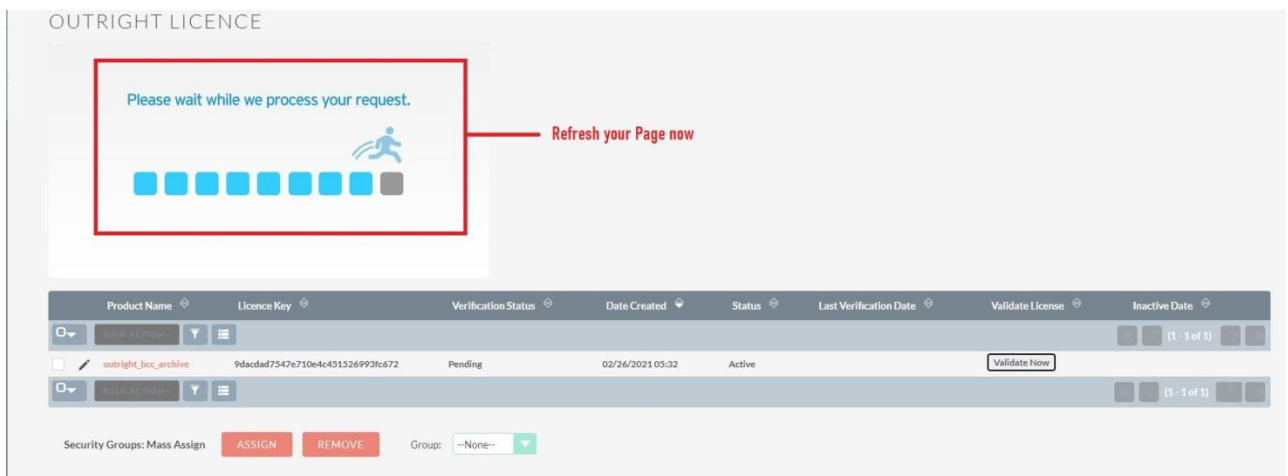 OUTRIGHT LICENCE
Please wait while we process your request.
Refresh your Page now
Product Name Licence Key Verification Status Date Created Status Last Verification Date Validate License Inactive Date
BULK ACTION (1 - 1 of 1)
outright_bcc_archive 9dacdad7547e710e4c451526993fc672 Pending 02/26/2021 05:32 Active Validate Now
BULK ACTION (1 - 1 of 1)
Security Groups: Mass Assign ASSIGN REMOVE Group: --None--